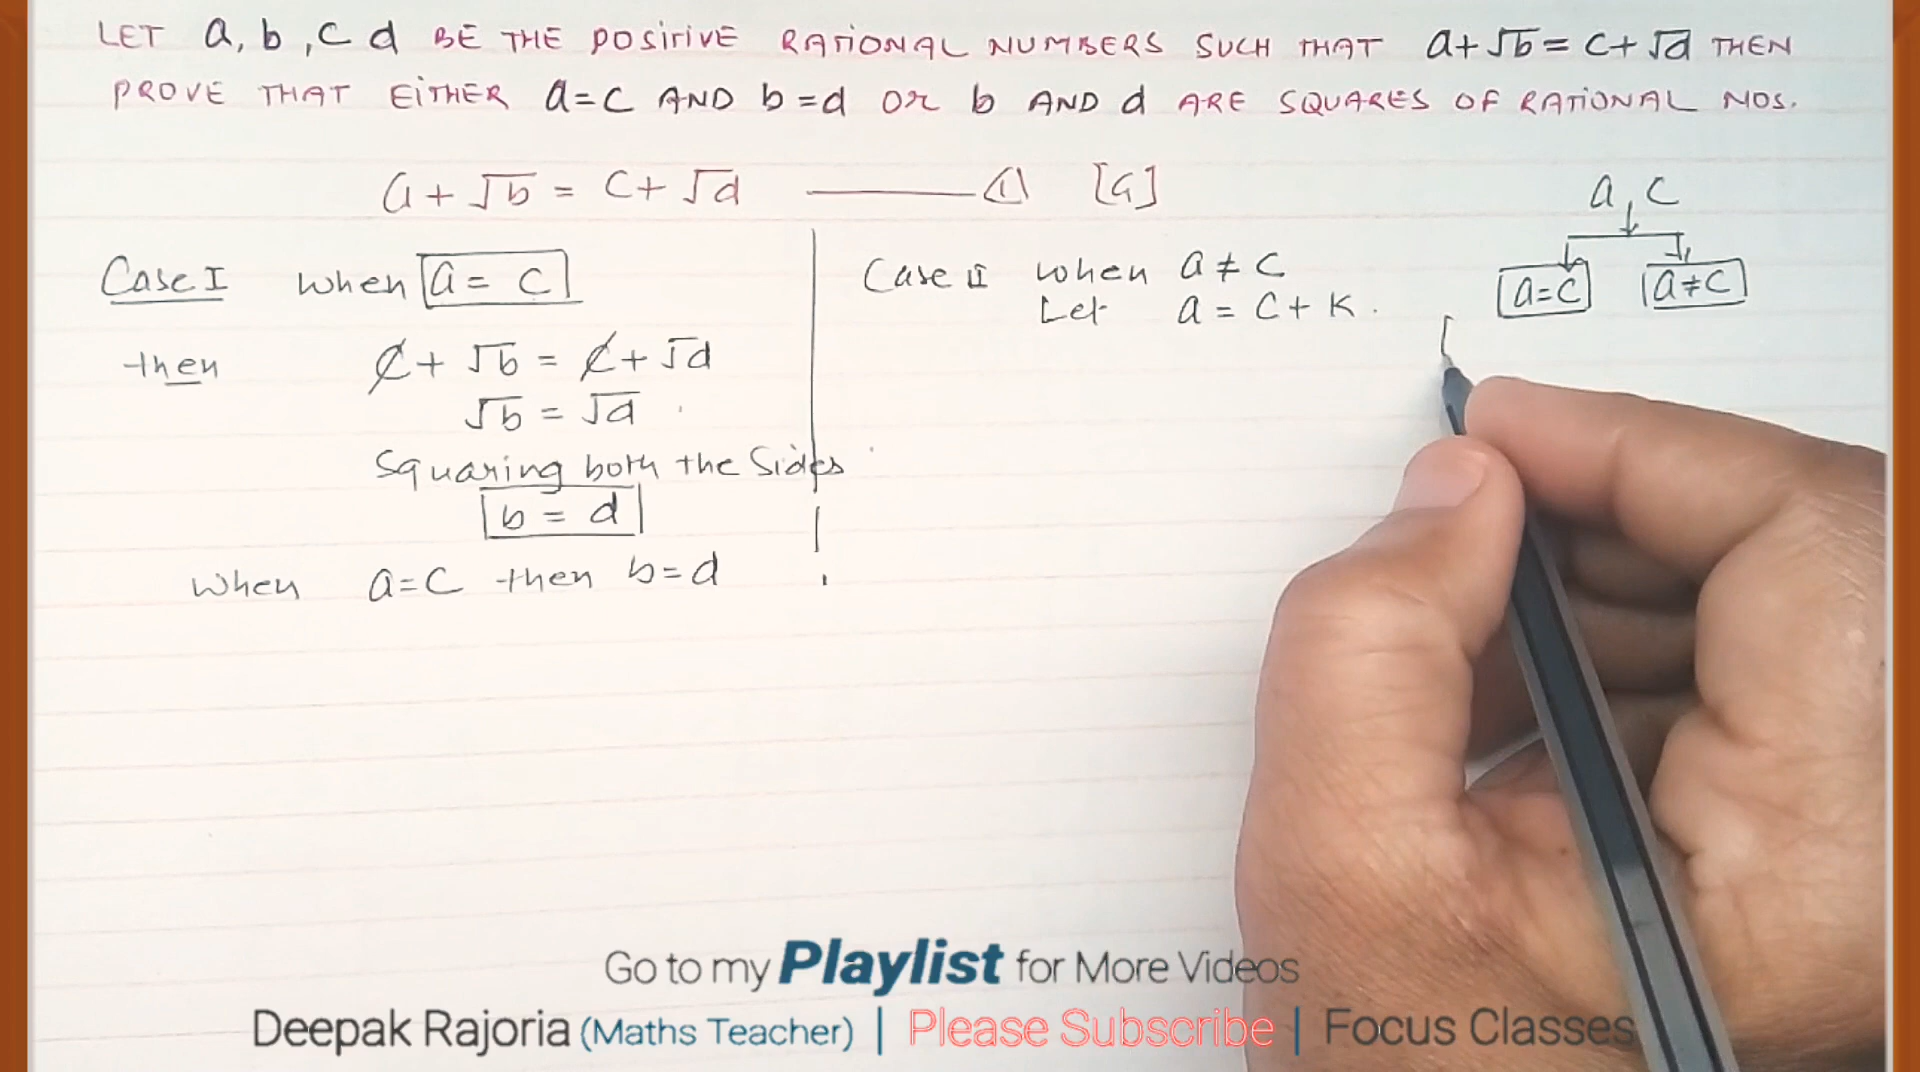 LET a, b, c d BE THE POSITIVE RATIONAL NUMBERS SUCH THAT a+√b = c+√d THEN
PROVE THAT EITHER a=c AND b=d OR b AND d ARE SQUARES OF RATIONAL NOS.
a + √b = c + √d ——— ① [G]
Case I when a = c
then c + √b = c + √d
√b = √d
Squaring both the Sides
b = d
When a=c then b=d
Case II when a ≠ c
Let a = c + k.
a, c
a=c a≠c
Go to my Playlist for More Videos
Deepak Rajoria (Maths Teacher) | Please Subscribe | Focus Classes